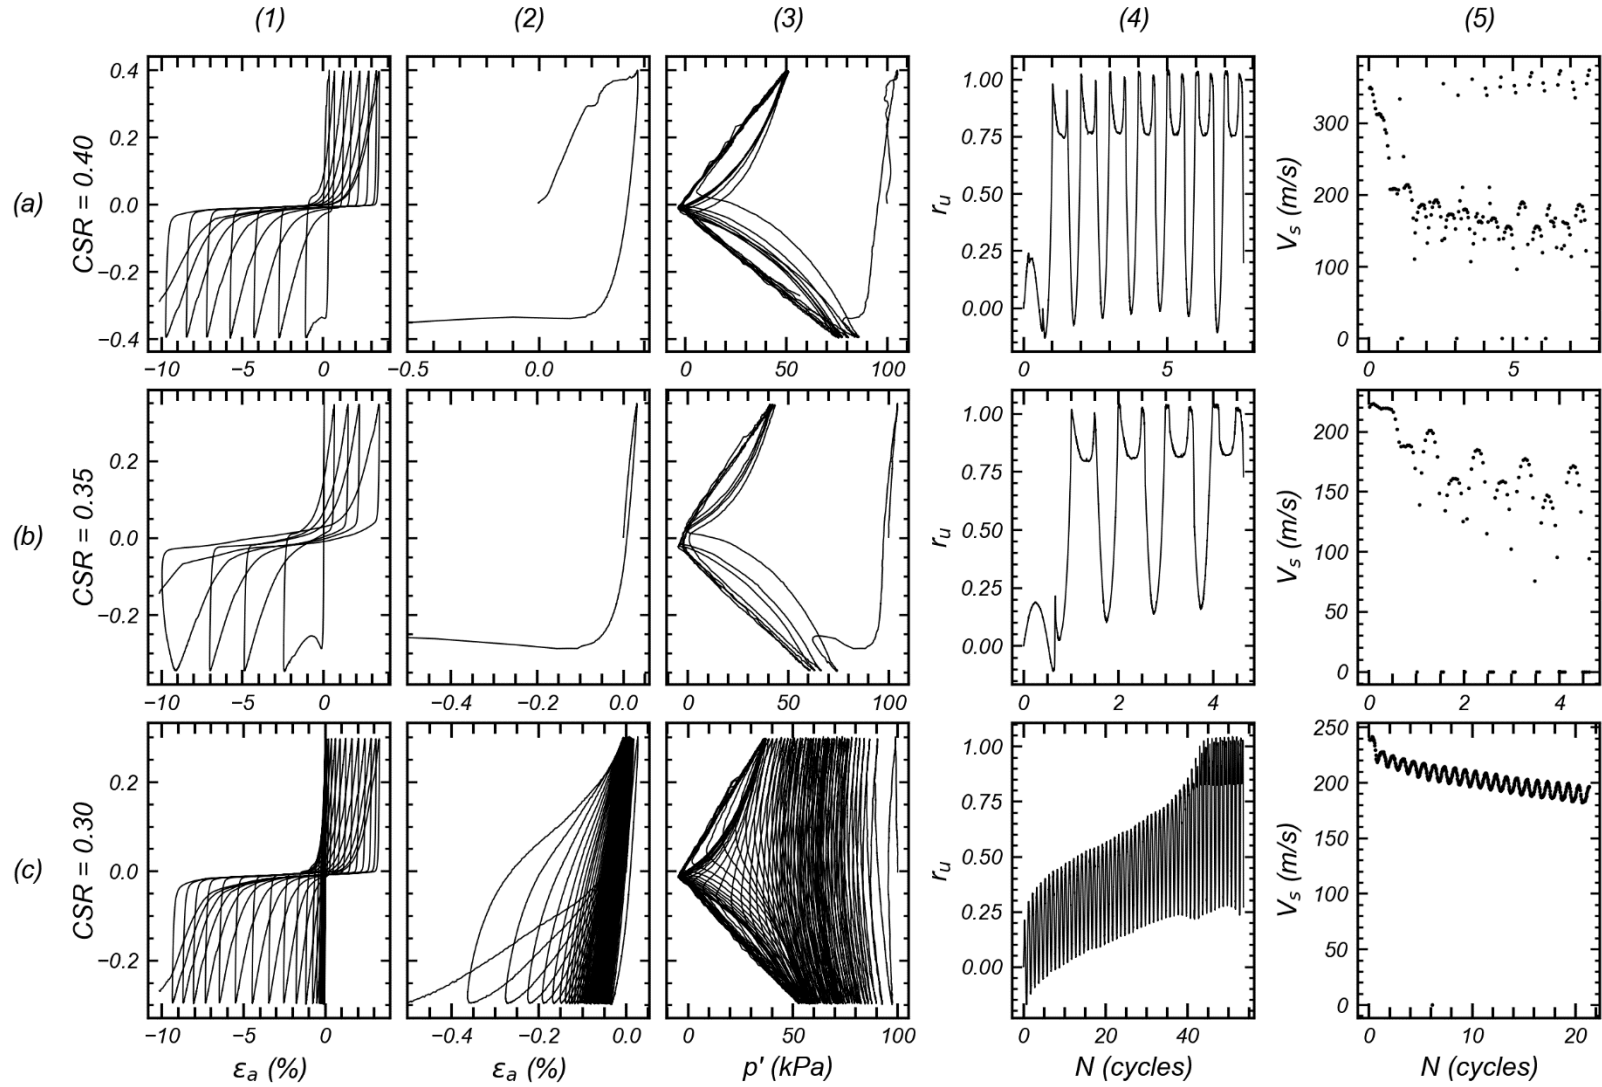 (1) (2) (3) (4) (5)
(a)
CSR = 0.40
0.4
0.2
0.0
−0.2
−0.4
−10 −5 0
−0.5 0.0
0 50 100
r_u
1.00
0.75
0.50
0.25
0.00
0 5
V_s (m/s)
300
200
100
0
0 5
(b)
CSR = 0.35
0.2
0.0
−0.2
−10 −5 0
−0.4 −0.2 0.0
0 50 100
r_u
1.00
0.75
0.50
0.25
0.00
0 2 4
V_s (m/s)
200
150
100
50
0
0 2 4
(c)
CSR = 0.30
0.2
0.0
−0.2
−10 −5 0
ε_a (%)
−0.4 −0.2 0.0
ε_a (%)
0 50 100
p' (kPa)
r_u
1.00
0.75
0.50
0.25
0.00
0 20 40
N (cycles)
V_s (m/s)
250
200
150
100
50
0
0 10 20
N (cycles)